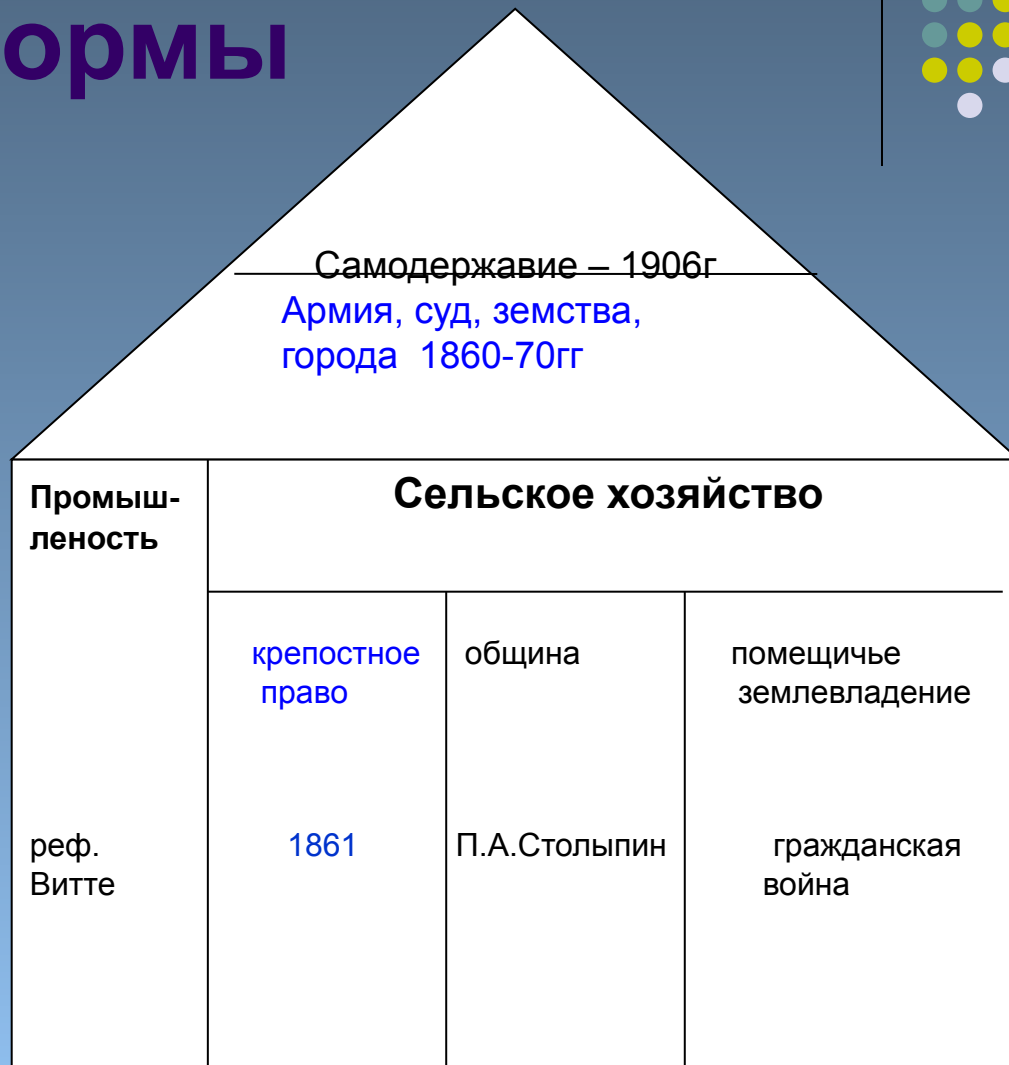 ормы
Самодержавие – 1906г
Армия, суд, земства,
города 1860-70гг
Промыш-
леность
Сельское хозяйство
крепостное
право
община
помещичье
землевладение
реф.
Витте
1861
П.А.Столыпин
гражданская
война